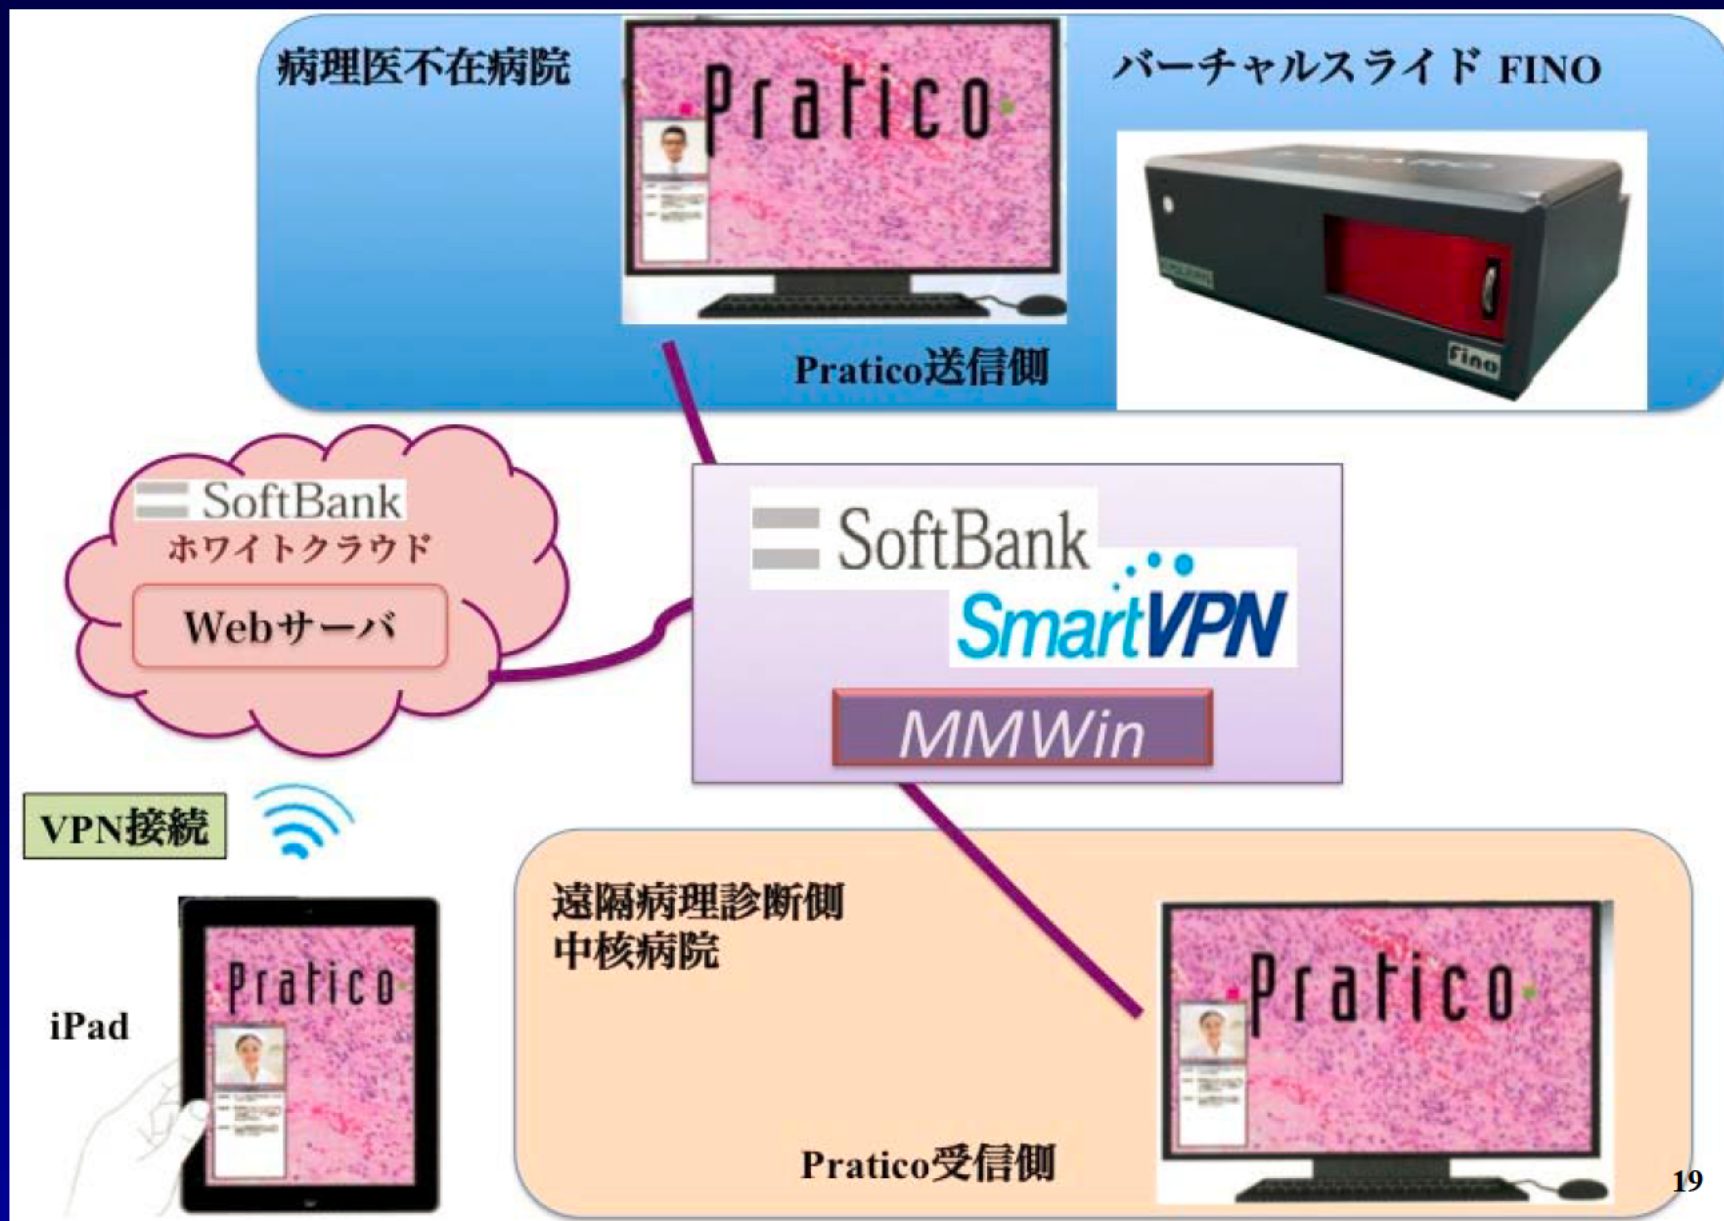 病理医不在病院
Pratico
バーチャルスライド FINO
Fino
Pratico送信側
SoftBank
ホワイトクラウド
Webサーバ
SoftBank
SmartVPN
MMWin
VPN接続
iPad
Pratico
遠隔病理診断側
中核病院
Pratico
Pratico受信側
19